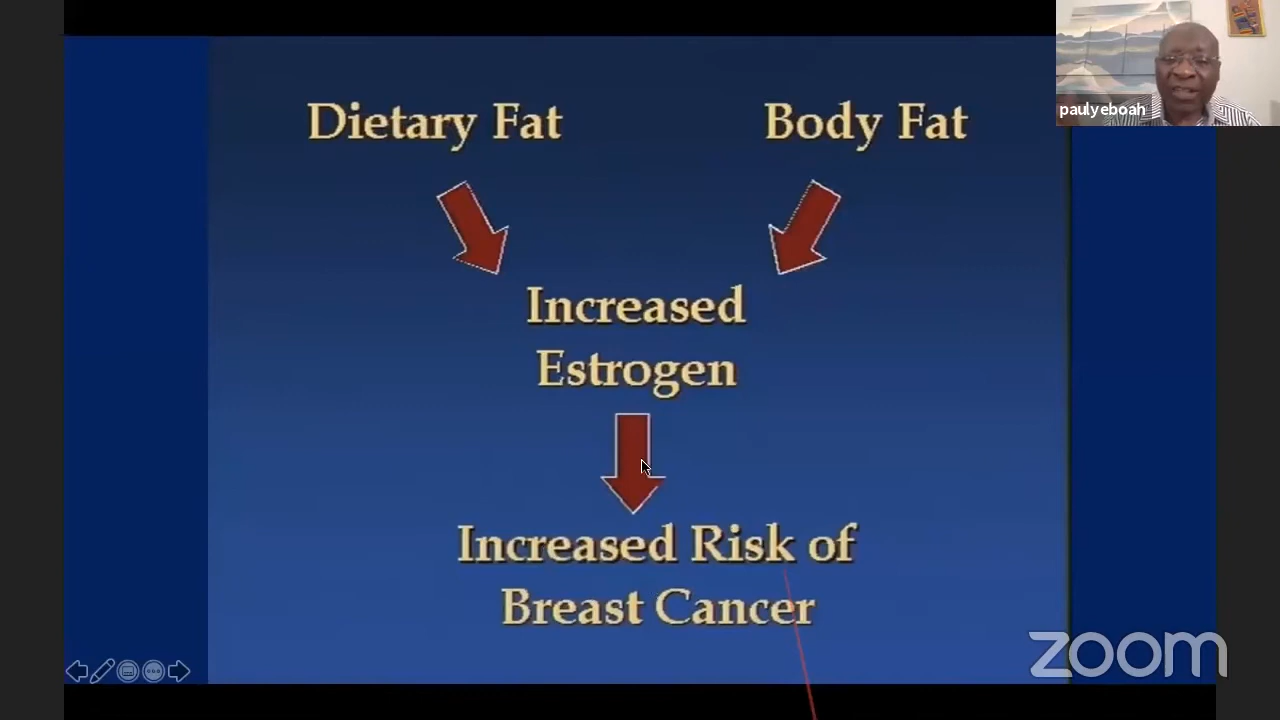 Dietary Fat
Body Fat
paulyeboah
Increased
Estrogen
Increased Risk of
Breast Cancer
zoom